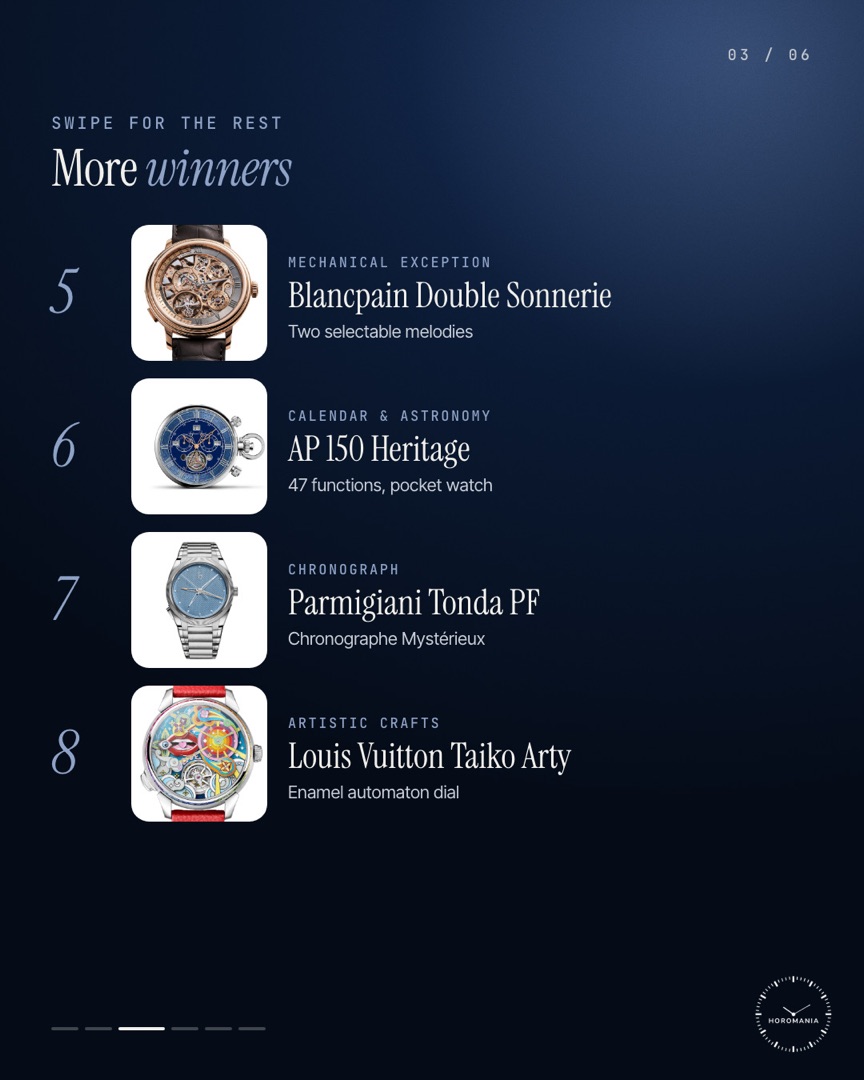 03 / 06
SWIPE FOR THE REST
More winners
5
MECHANICAL EXCEPTION
Blancpain Double Sonnerie
Two selectable melodies
6
CALENDAR & ASTRONOMY
AP 150 Heritage
47 functions, pocket watch
7
CHRONOGRAPH
Parmigiani Tonda PF
Chronographe Mystérieux
8
ARTISTIC CRAFTS
Louis Vuitton Taiko Arty
Enamel automaton dial
HOROMANIA